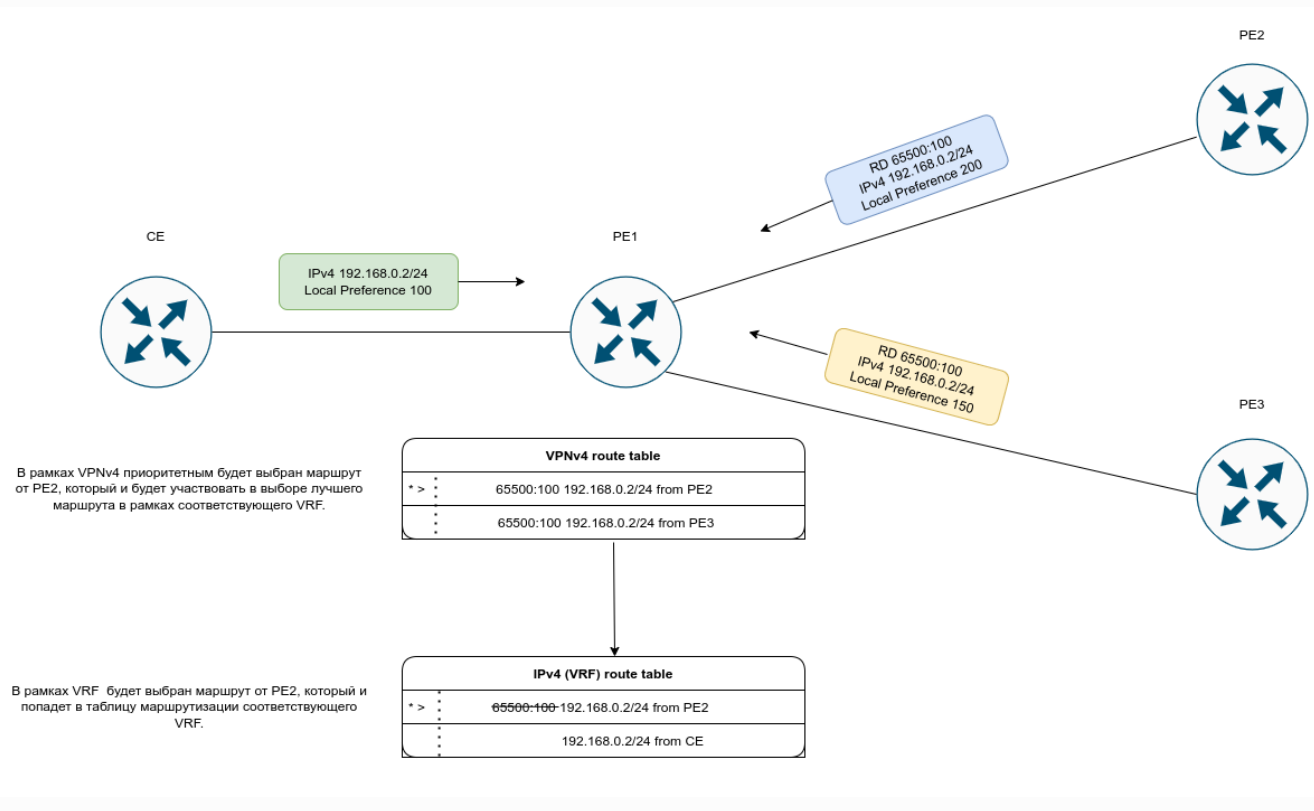 PE2
RD 65500:100
IPv4 192.168.0.2/24
Local Preference 200
CE
PE1
IPv4 192.168.0.2/24
Local Preference 100
RD 65500:100
IPv4 192.168.0.2/24
Local Preference 150
PE3
В рамках VPNv4 приоритетным будет выбран маршрут
от PE2, который и будет участвовать в выборе лучшего
маршрута в рамках соответствующего VRF.
VPNv4 route table
* > 65500:100 192.168.0.2/24 from PE2
65500:100 192.168.0.2/24 from PE3
В рамках VRF  будет выбран маршрут от PE2, который и
попадет в таблицу маршрутизации соответствующего
VRF.
IPv4 (VRF) route table
* > 65500:100 192.168.0.2/24 from PE2
192.168.0.2/24 from CE